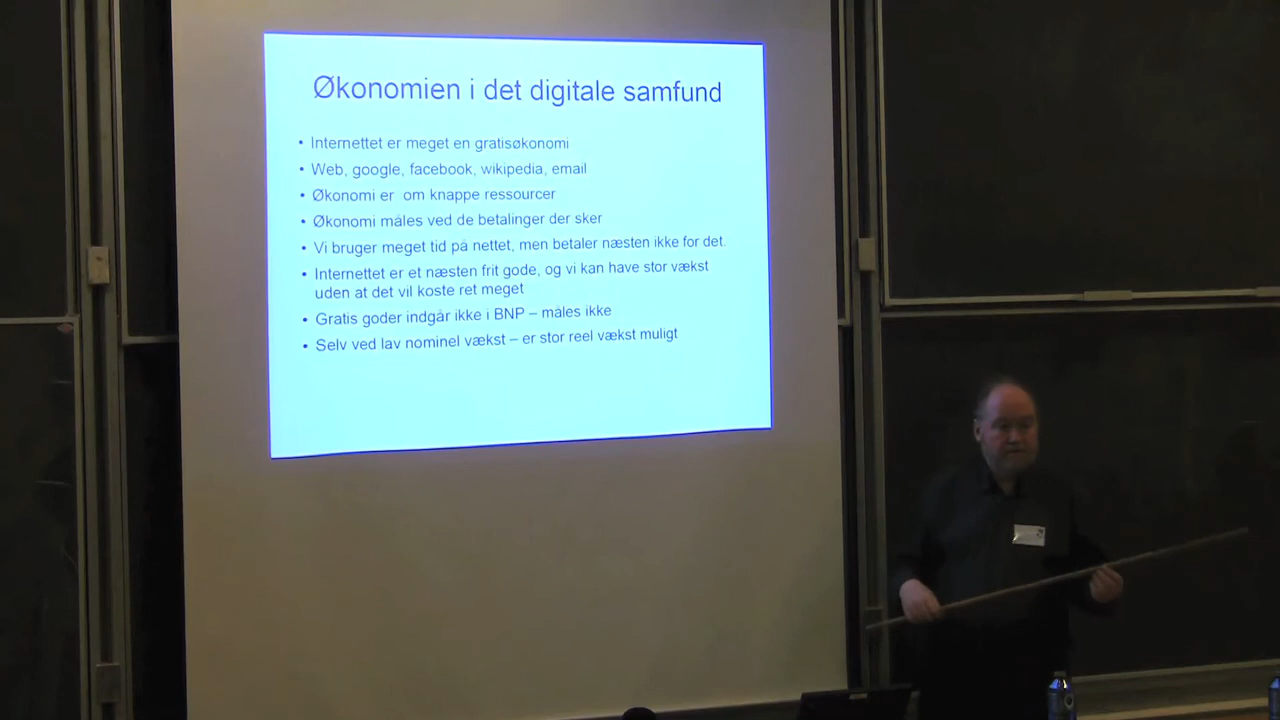 Økonomien i det digitale samfund
• Internettet er meget en gratisøkonomi
• Web, google, facebook, wikipedia, email
• Økonomi er om knappe ressourcer
• Økonomi måles ved de betalinger der sker
• Vi bruger meget tid på nettet, men betaler næsten ikke for det.
• Internettet er et næsten frit gode, og vi kan have stor vækst
uden at det vil koste ret meget
• Gratis goder indgår ikke i BNP – måles ikke
• Selv ved lav nominel vækst – er stor reel vækst muligt